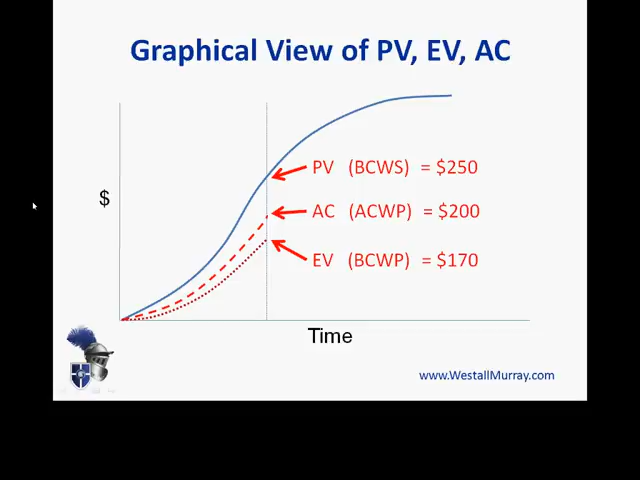 Graphical View of PV, EV, AC
$
PV (BCWS) = $250
AC (ACWP) = $200
EV (BCWP) = $170
Time
www.WestallMurray.com